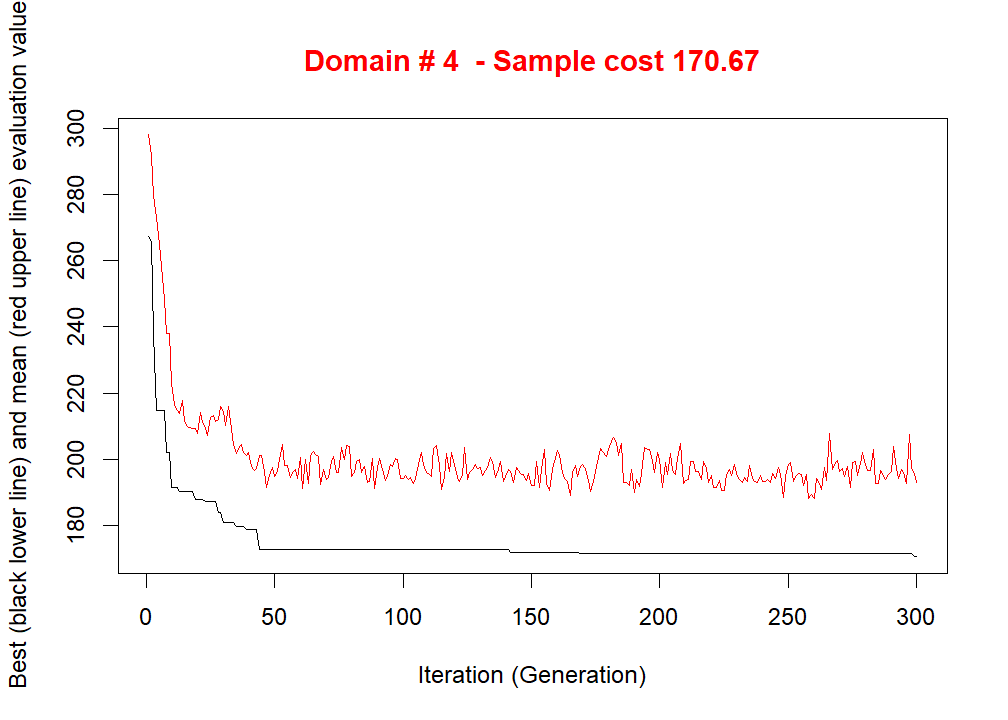 Domain # 4  - Sample cost 170.67
Best (black lower line) and mean (red upper line) evaluation value
300
280
260
240
220
200
180
0 50 100 150 200 250 300
Iteration (Generation)